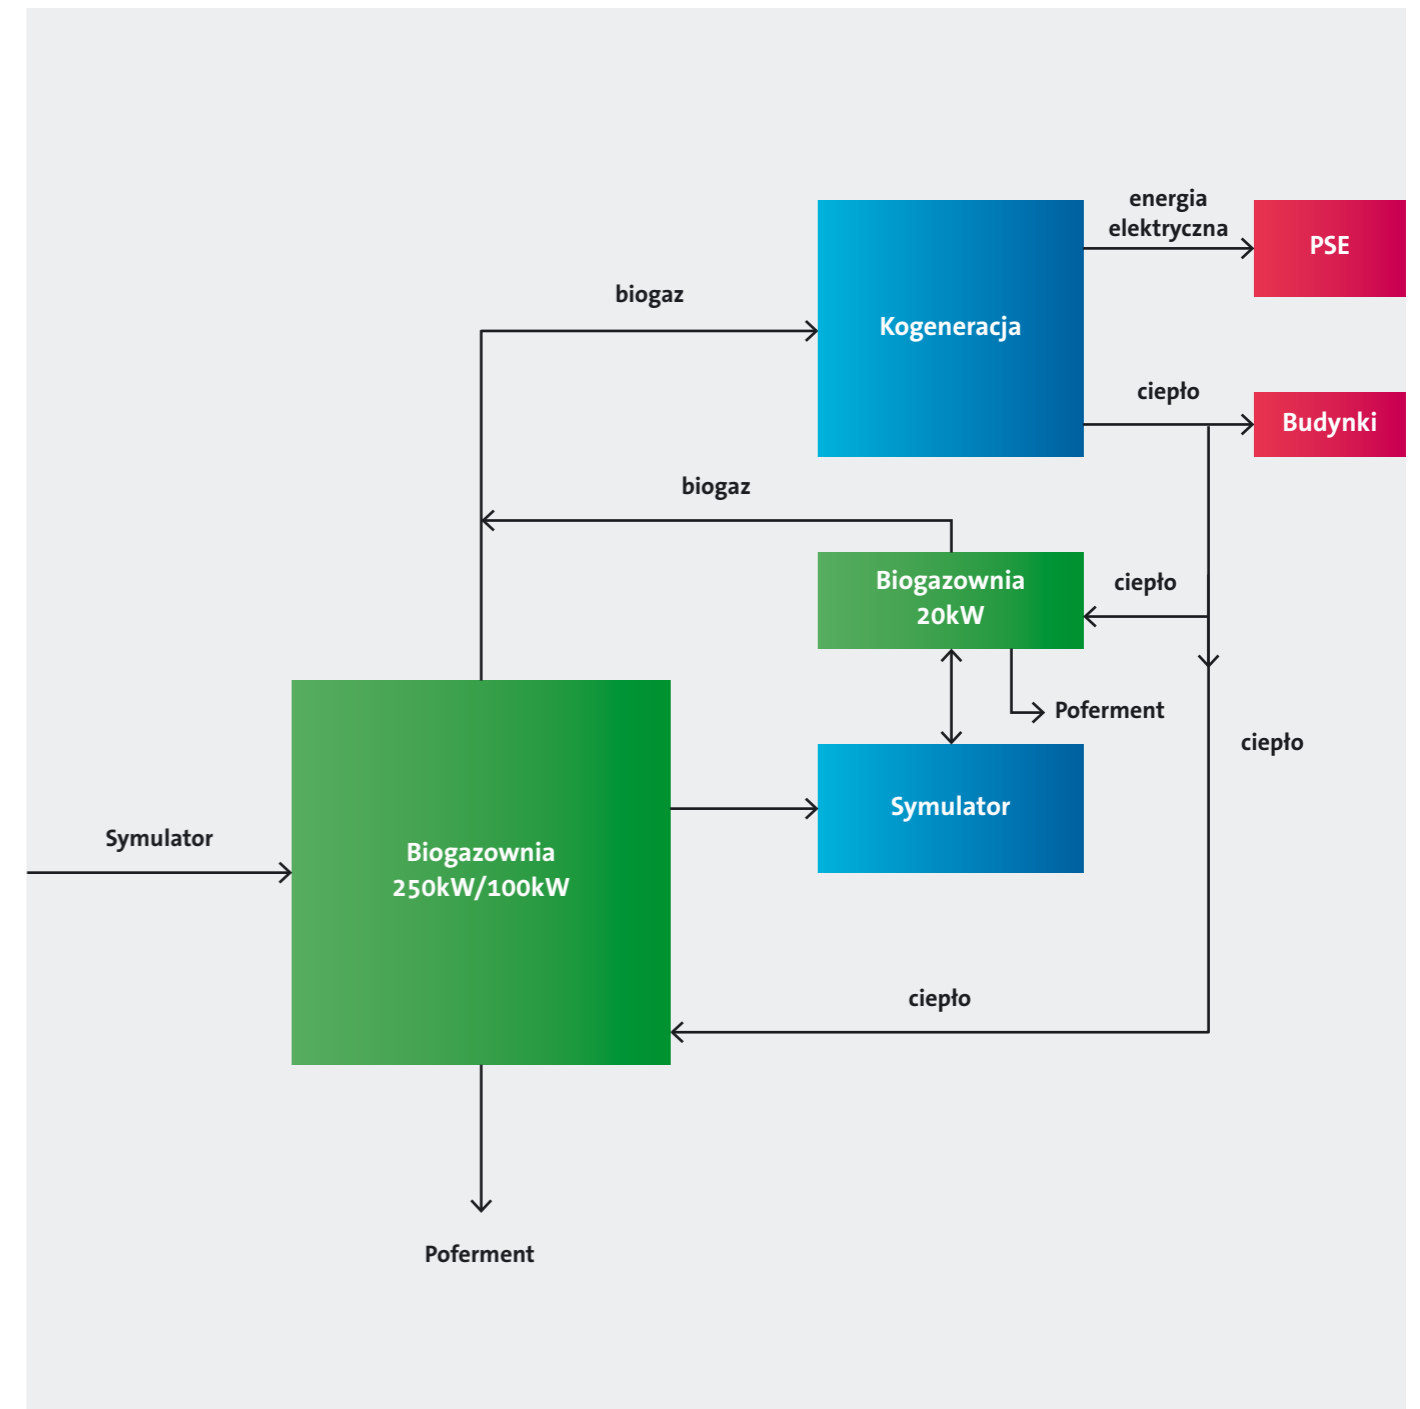 energia
elektryczna
PSE
biogaz
Kogeneracja
ciepło
Budynki
biogaz
Biogazownia
20kW
ciepło
Poferment
ciepło
Symulator
Symulator
Biogazownia
250kW/100kW
ciepło
Poferment